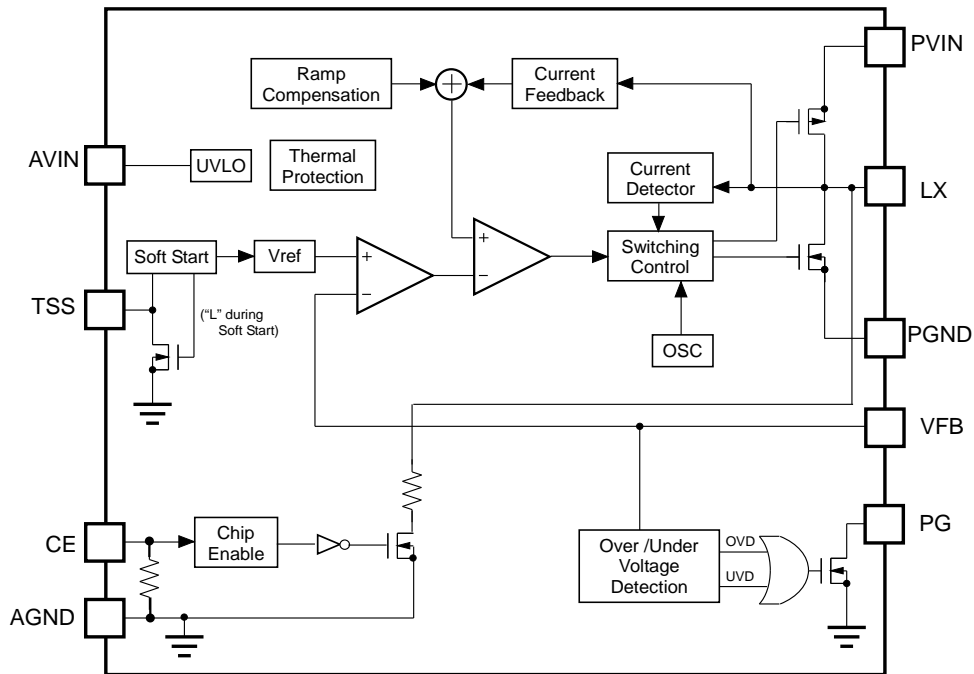 PVIN
Ramp
Compensation
+
Current
Feedback
AVIN
UVLO
Thermal
Protection
Current
Detector
LX
Soft Start
Vref
+
−
+
−
Switching
Control
TSS
("L" during
Soft Start)
OSC
PGND
VFB
CE
Chip
Enable
PG
Over /Under
Voltage
Detection
OVD
UVD
AGND